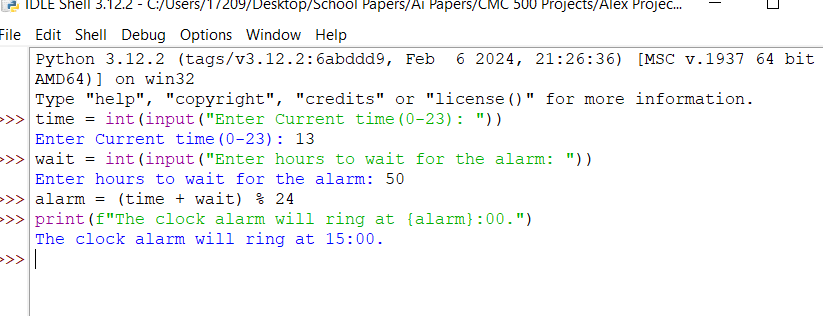 IDLE Shell 3.12.2 - C:/Users/17209/Desktop/School Papers/Ai Papers/CMC 500 Projects/Alex Projec...
File Edit Shell Debug Options Window Help
Python 3.12.2 (tags/v3.12.2:6abddd9, Feb  6 2024, 21:26:36) [MSC v.1937 64 bit
AMD64)] on win32
Type "help", "copyright", "credits" or "license()" for more information.
>>> time = int(input("Enter Current time(0-23): "))
Enter Current time(0-23): 13
>>> wait = int(input("Enter hours to wait for the alarm: "))
Enter hours to wait for the alarm: 50
>>> alarm = (time + wait) % 24
>>> print(f"The clock alarm will ring at {alarm}:00.")
The clock alarm will ring at 15:00.
>>>